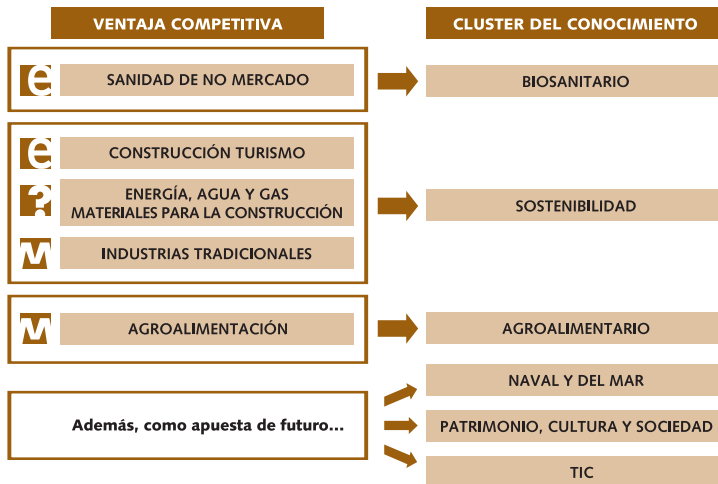 VENTAJA COMPETITIVA
CLUSTER DEL CONOCIMIENTO
e SANIDAD DE NO MERCADO
BIOSANITARIO
e CONSTRUCCIÓN TURISMO
? ENERGÍA, AGUA Y GAS
MATERIALES PARA LA CONSTRUCCIÓN
SOSTENIBILIDAD
w INDUSTRIAS TRADICIONALES
w AGROALIMENTACIÓN
AGROALIMENTARIO
Además, como apuesta de futuro...
NAVAL Y DEL MAR
PATRIMONIO, CULTURA Y SOCIEDAD
TIC